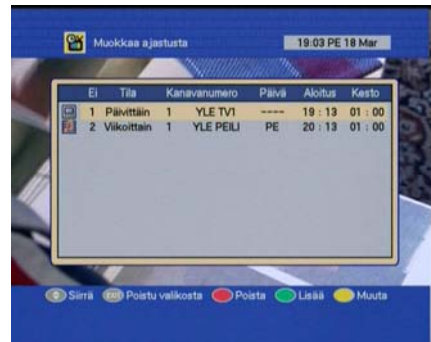 Muokkaa ajastusta 19:03 PE 18 Mar
Ei Tila Kanavanumero Päivä Aloitus Kesto
1 Päivittäin 1 YLE TV1 ---- 19 : 13 01 : 00
2 Viikoittain 1 YLE PEILI PE 20 : 13 01 : 00
Siirrä EXIT Poistu valikosta Poista Lisää Muuta